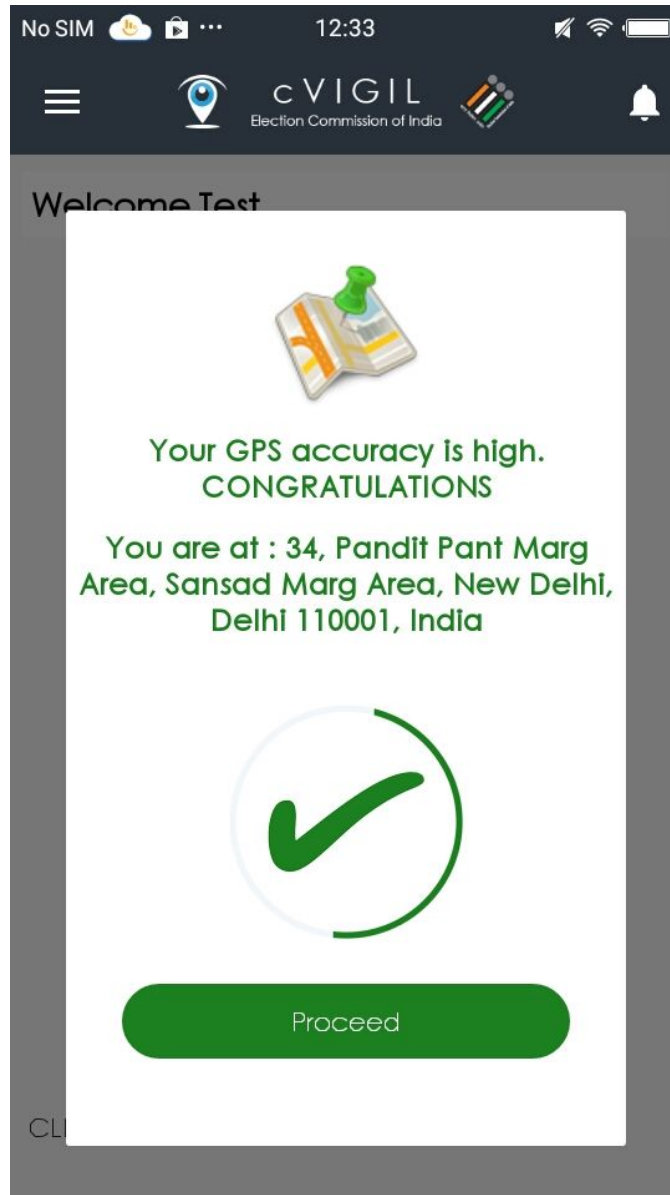 No SIM ... 12:33
cVIGIL
Election Commission of India
Welcome Test
Your GPS accuracy is high.
CONGRATULATIONS
You are at : 34, Pandit Pant Marg
Area, Sansad Marg Area, New Delhi,
Delhi 110001, India
Proceed